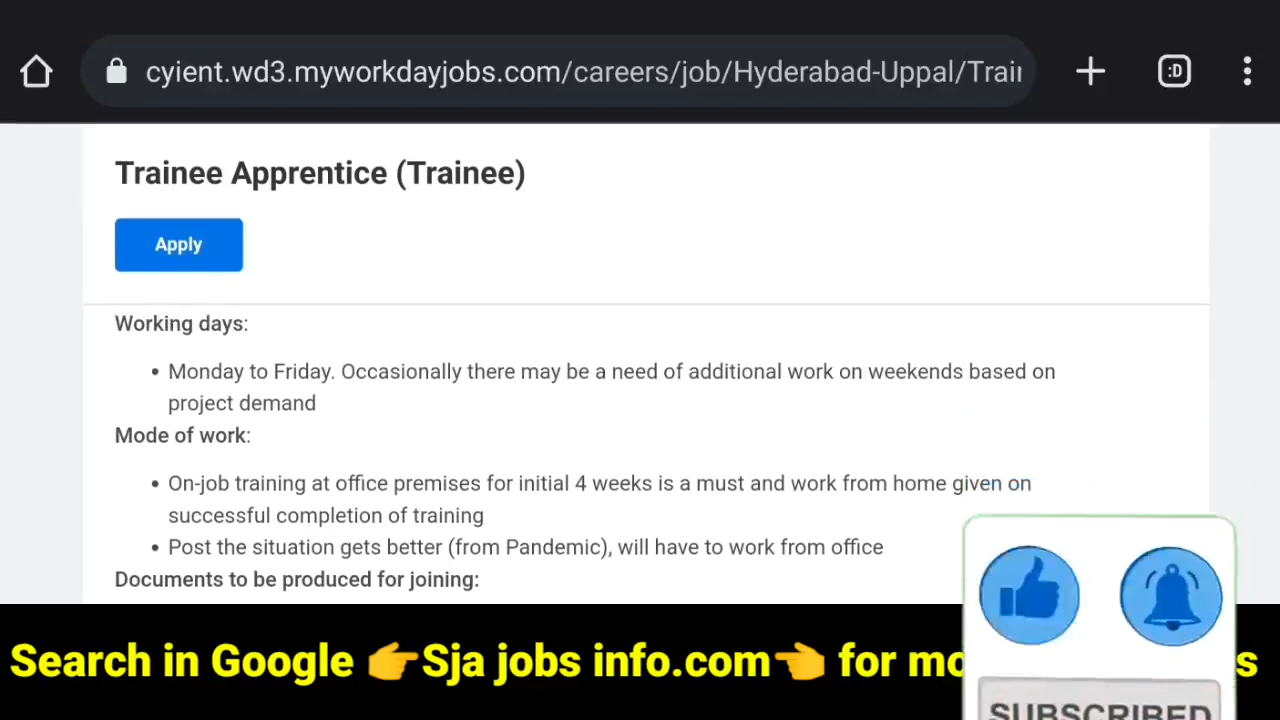 cyient.wd3.myworkdayjobs.com/careers/job/Hyderabad-Uppal/Trai
:D
Trainee Apprentice (Trainee)
Apply
Working days:
• Monday to Friday. Occasionally there may be a need of additional work on weekends based on
project demand
Mode of work:
• On-job training at office premises for initial 4 weeks is a must and work from home given on
successful completion of training
• Post the situation gets better (from Pandemic), will have to work from office
Documents to be produced for joining:
Search in Google 👉Sja jobs info.com👈 for
SUBSCRIBED